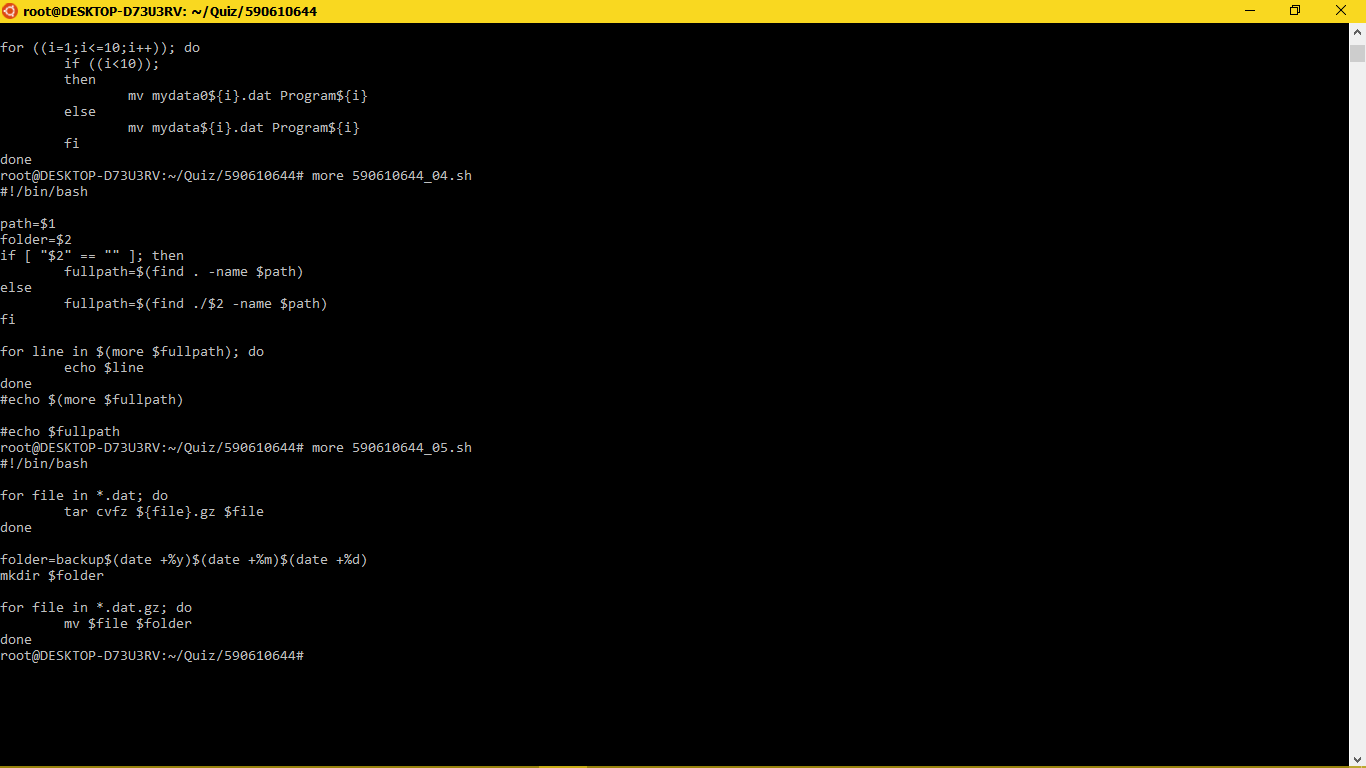 root@DESKTOP-D73U3RV: ~/Quiz/590610644
for ((i=1;i<=10;i++)); do
        if ((i<10));
        then
                mv mydata0${i}.dat Program${i}
        else
                mv mydata${i}.dat Program${i}
        fi
done
root@DESKTOP-D73U3RV:~/Quiz/590610644# more 590610644_04.sh
#!/bin/bash

path=$1
folder=$2
if [ "$2" == "" ]; then
        fullpath=$(find . -name $path)
else
        fullpath=$(find ./$2 -name $path)
fi

for line in $(more $fullpath); do
        echo $line
done
#echo $(more $fullpath)

#echo $fullpath
root@DESKTOP-D73U3RV:~/Quiz/590610644# more 590610644_05.sh
#!/bin/bash

for file in *.dat; do
        tar cvfz ${file}.gz $file
done

folder=backup$(date +%y)$(date +%m)$(date +%d)
mkdir $folder

for file in *.dat.gz; do
        mv $file $folder
done
root@DESKTOP-D73U3RV:~/Quiz/590610644#